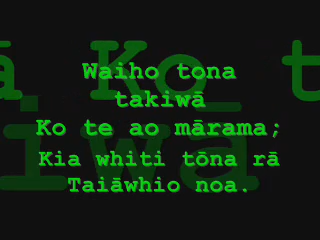 Waiho tona
takiwā
Ko te ao mārama;
Kia whiti tōna rā
Taiāwhio noa.